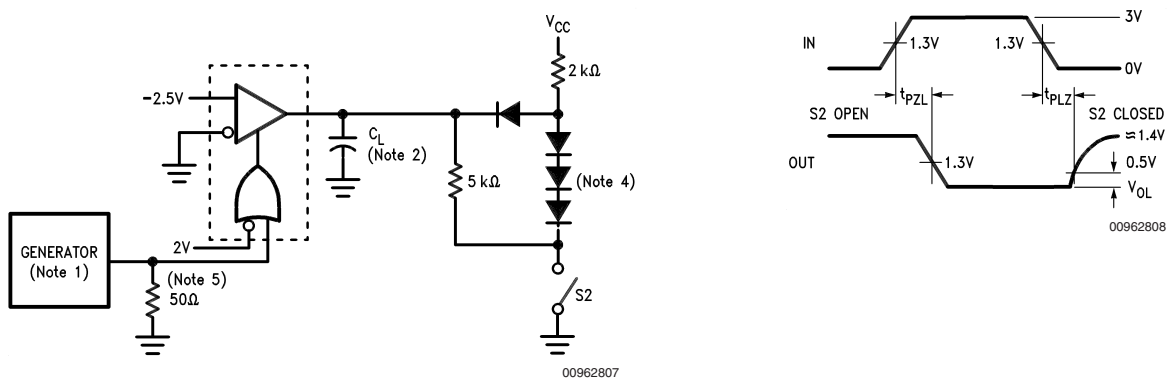 -2.5V
C_L
(Note 2)
V_CC
2 kΩ
5 kΩ
(Note 4)
GENERATOR
(Note 1)
2V
(Note 5)
50Ω
S2
00962807
IN
1.3V
1.3V
3V
0V
t_PZL
t_PLZ
S2 OPEN
S2 CLOSED
≈1.4V
OUT
1.3V
0.5V
V_OL
00962808